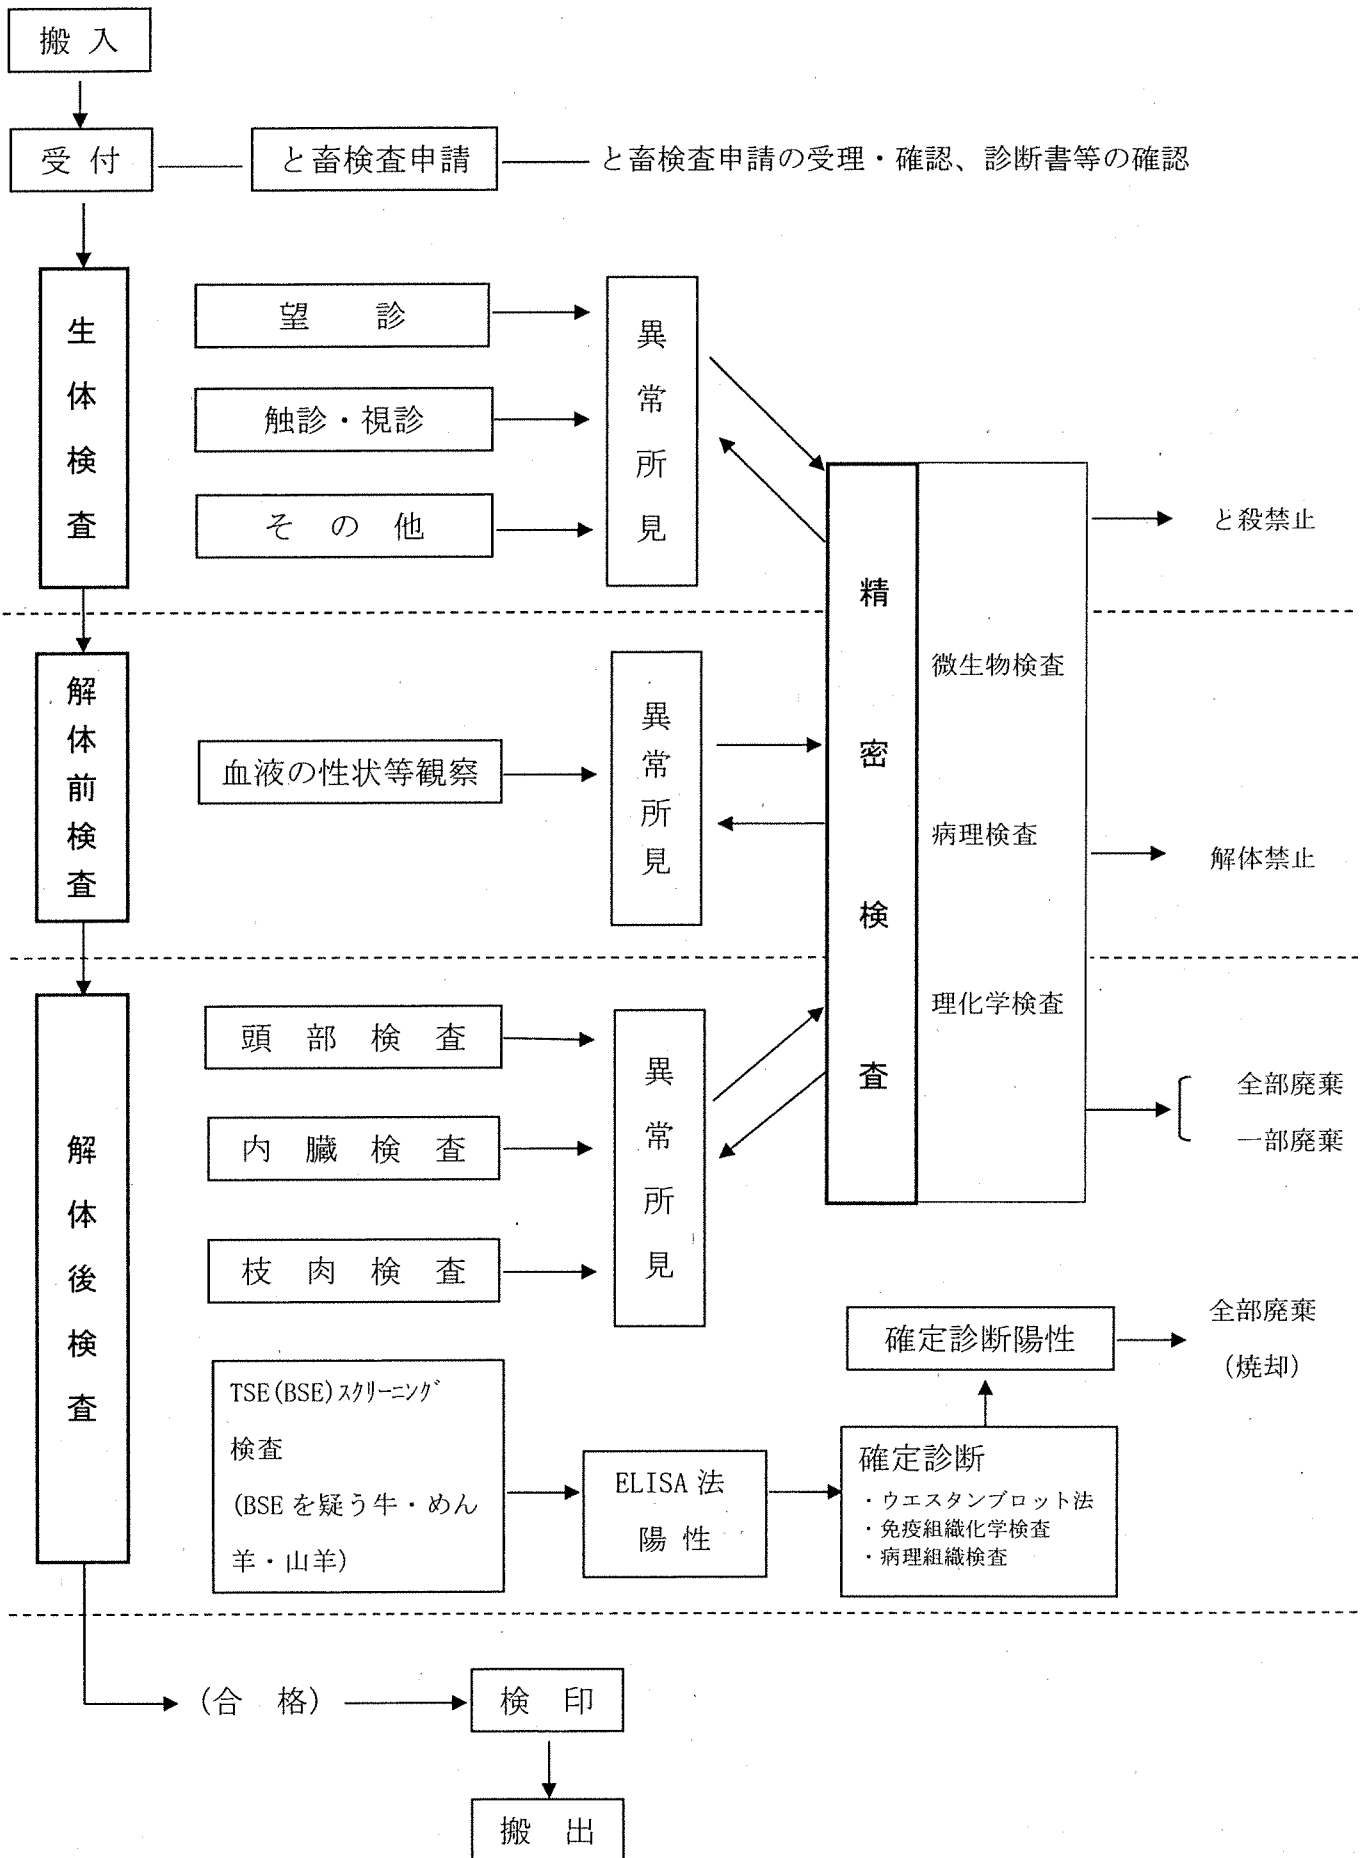 搬入
受付
と畜検査申請
と畜検査申請の受理・確認、診断書等の確認
生体検査
望診
触診・視診
その他
異常所見
精密検査
微生物検査
病理検査
理化学検査
と殺禁止
解体前検査
血液の性状等観察
異常所見
解体禁止
解体後検査
頭部検査
内臓検査
枝肉検査
異常所見
全部廃棄
一部廃棄
TSE(BSE)ｽｸﾘｰﾆﾝｸﾞ
検査
(BSEを疑う牛・めん
羊・山羊)
ELISA法
陽性
確定診断
・ウエスタンブロット法
・免疫組織化学検査
・病理組織検査
確定診断陽性
全部廃棄
(焼却)
(合格)
検印
搬出